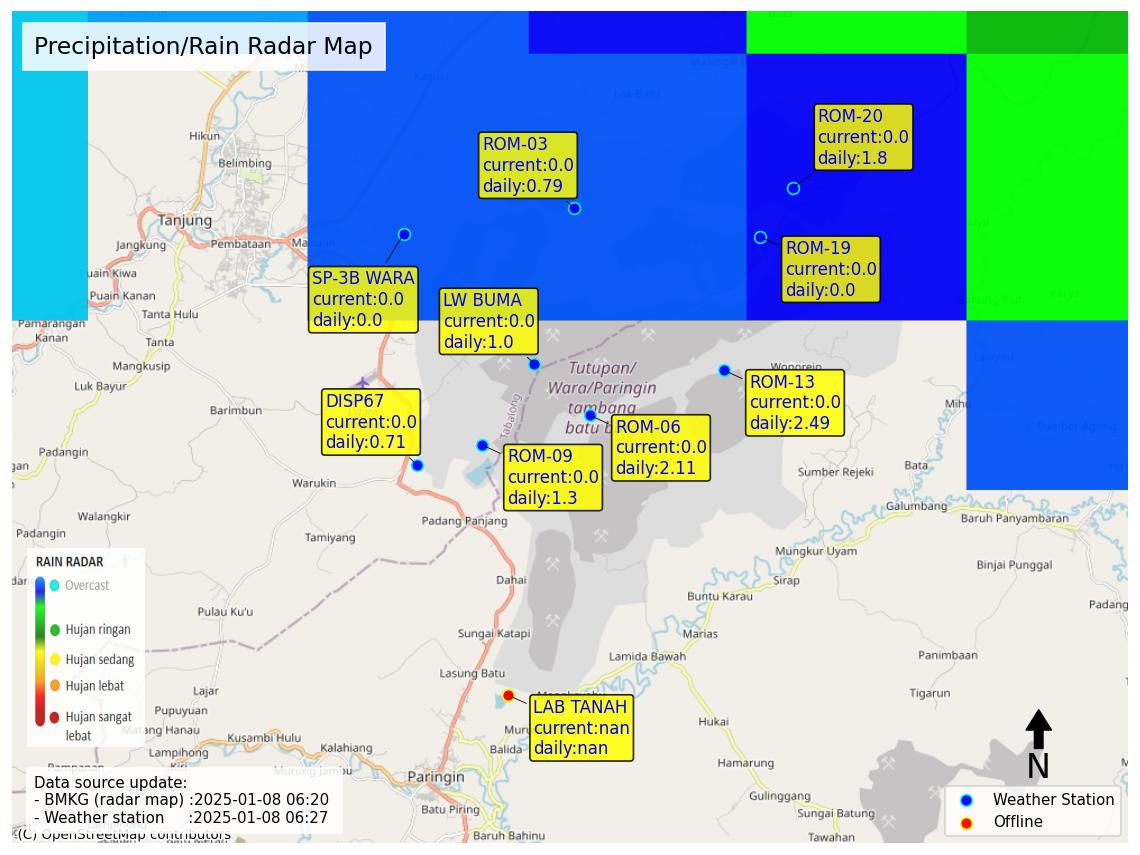 Precipitation/Rain Radar Map
Hikun
Belimbing
Tanjung
Jangkung
Pembataan
Puain Kiwa
Puain Kanan
Tanta Hulu
Pamarangan
Kanan
Tanta
Mangkusip
Luk Bayur
Barimbun
Padangin
Warukin
Walangkir
Padangin
Tamiyang
Padang Panjang
Dahai
Pulau Ku'u
Sungai Katapi
Lasung Batu
Lajar
Pupuyuan
Matang Hanau
Kusambi Hulu
Lampihong
Kalahiang
Murung Jambu
Paringin
Balida
Batu Piring
Baruh Bahinu
Kapulu
Luk Batu
ROM-03
current:0.0
daily:0.79
ROM-20
current:0.0
daily:1.8
ROM-19
current:0.0
daily:0.0
SP-3B WARA
current:0.0
daily:0.0
LW BUMA
current:0.0
daily:1.0
DISP67
current:0.0
daily:0.71
ROM-09
current:0.0
daily:1.3
ROM-06
current:0.0
daily:2.11
ROM-13
current:0.0
daily:2.49
LAB TANAH
current:nan
daily:nan
Tutupan/
Wara/Paringin
tambang
batu b
Tabalong
Wonorejo
Gunung Riut
Karya
Lalayau
Sumber Agung
Mihu
Sumber Rejeki
Bata
Galumbang
Baruh Panyambaran
Mungkur Uyam
Binjai Punggal
Sirap
Buntu Karau
Padang
Marias
Lamida Bawah
Panimbaan
Tigarun
Hukai
Hamarung
Gulinggang
Sungai Batung
Tawahan
RAIN RADAR
Overcast
Hujan ringan
Hujan sedang
Hujan lebat
Hujan sangat
lebat
Data source update:
- BMKG (radar map) :2025-01-08 06:20
- Weather station :2025-01-08 06:27
(C) OpenStreetMap contributors
N
Weather Station
Offline